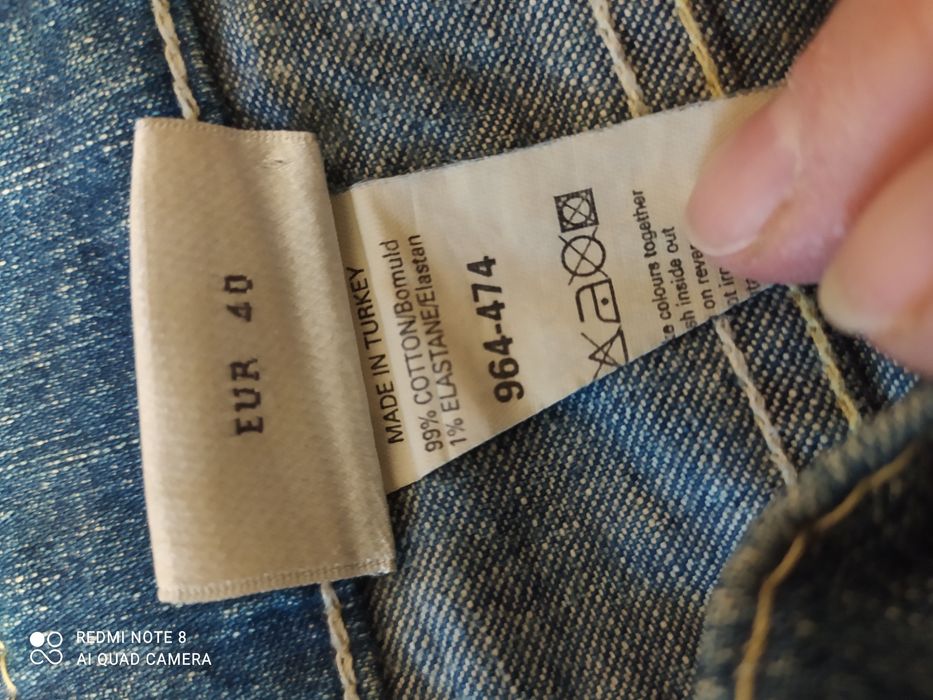 EUR 40
MADE IN TURKEY
99% COTTON/Bomuld
1% ELASTANE/Elastan
964-474
colours together
inside out
on
REDMI NOTE 8
AI QUAD CAMERA